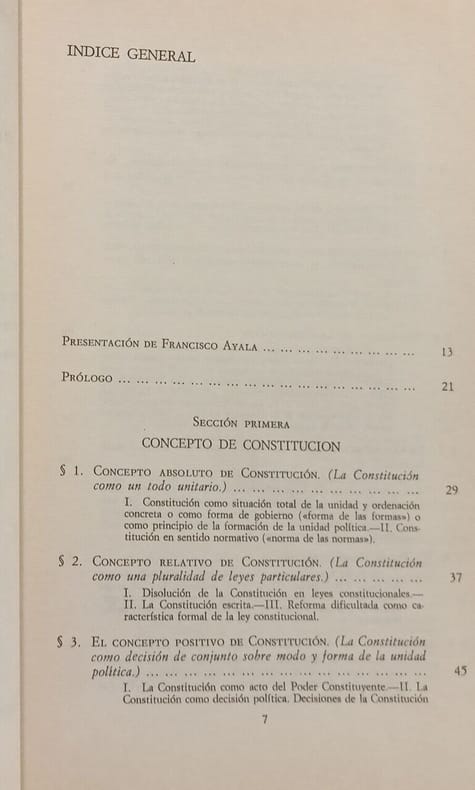 INDICE GENERAL
PRESENTACIÓN DE FRANCISCO AYALA ... ... ... ... ... ... ... ... ... ... 13
PRÓLOGO ... ... ... ... ... ... ... ... ... ... ... ... ... ... ... ... ... 21
SECCIÓN PRIMERA
CONCEPTO DE CONSTITUCION
§ 1. CONCEPTO ABSOLUTO DE CONSTITUCIÓN. (La Constitución
como un todo unitario.) ... ... ... ... ... ... ... ... ... ... ... ... 29
I. Constitución como situación total de la unidad y ordenación
concreta o como forma de gobierno («forma de las formas») o
como principio de la formación de la unidad política.—II. Cons-
titución en sentido normativo («norma de las normas»).
§ 2. CONCEPTO RELATIVO DE CONSTITUCIÓN. (La Constitución
como una pluralidad de leyes particulares.) ... ... ... ... ... 37
I. Disolución de la Constitución en leyes constitucionales.—
II. La Constitución escrita.—III. Reforma dificultada como ca-
racterística formal de la ley constitucional.
§ 3. EL CONCEPTO POSITIVO DE CONSTITUCIÓN. (La Constitución
como decisión de conjunto sobre modo y forma de la unidad
política.) ... ... ... ... ... ... ... ... ... ... ... ... ... ... ... ... 45
I. La Constitución como acto del Poder Constituyente.—II. La
Constitución como decisión política. Decisiones de la Constitución
7